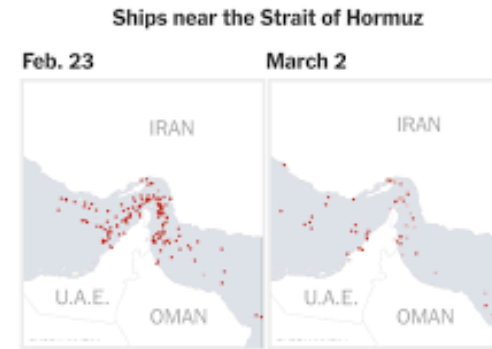 Ships near the Strait of Hormuz
Feb. 23
March 2
IRAN
IRAN
U.A.E.
OMAN
U.A.E.
OMAN